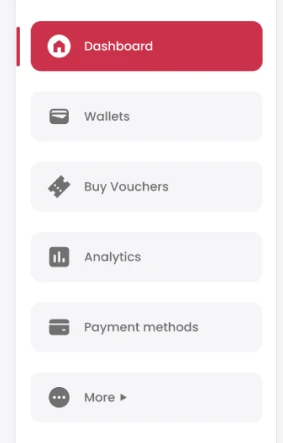 Dashboard
Wallets
Buy Vouchers
Analytics
Payment methods
More ▸